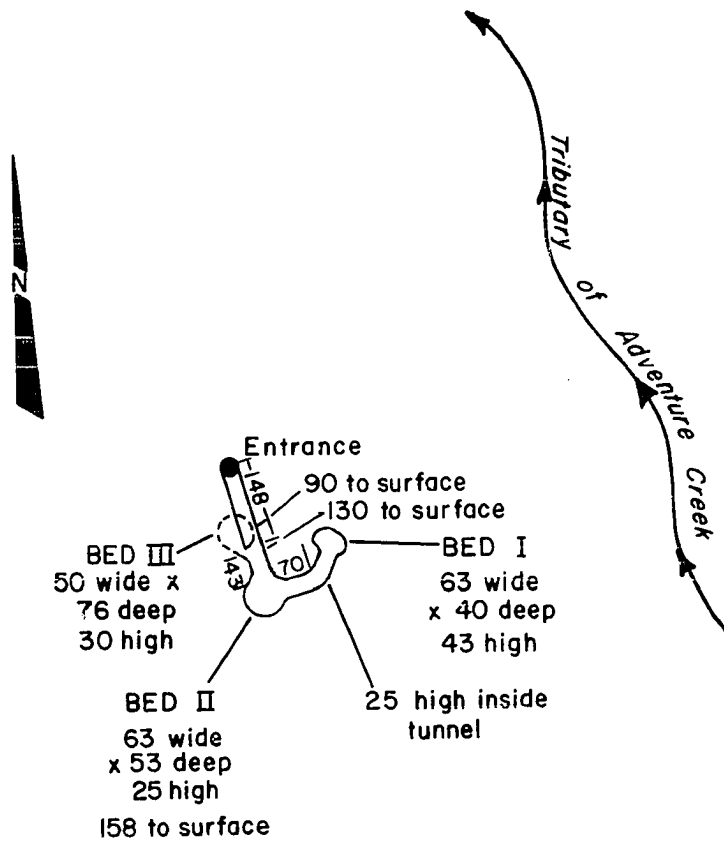 Tributary of Adventure Creek
N
Entrance
148
90 to surface
130 to surface
70
143
BED I
63 wide
x 40 deep
43 high
BED III
50 wide x
76 deep
30 high
BED II
63 wide
x 53 deep
25 high
158 to surface
25 high inside
tunnel